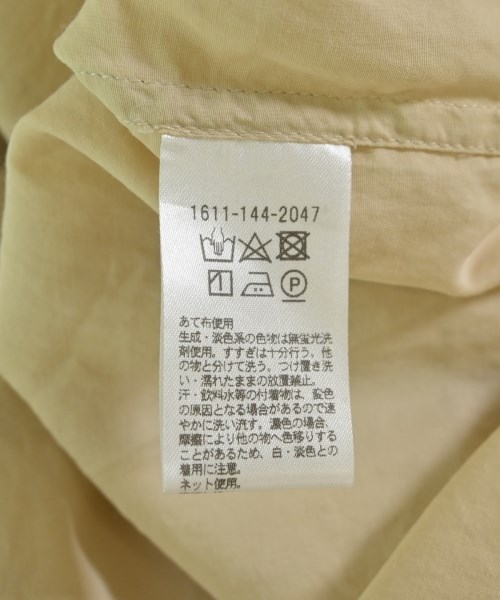 1611-144-2047
P
あて布使用
生成・淡色系の色物は無蛍光洗
剤使用。すすぎは十分行う、他
の物と分けて洗う、つけ置き洗
い・濡れたままの放置禁止。
汗・飲料水等の付着物は、変色
の原因となる場合があるので速
やかに洗い流す。濃色の場合、
摩擦により他の物へ色移りする
ことがあるため、白・淡色との
着用に注意。
ネット使用。